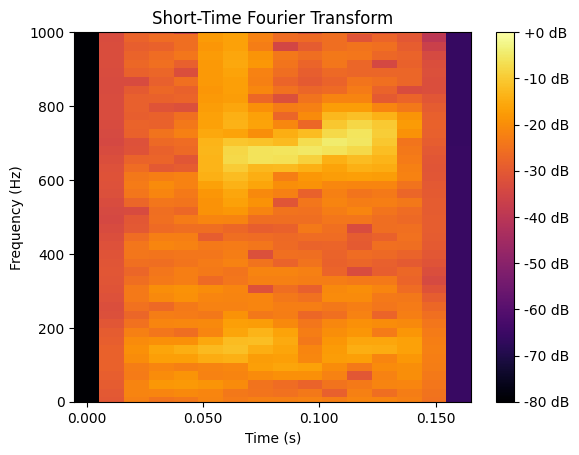 Short-Time Fourier Transform
Frequency (Hz)
1000
800
600
400
200
0
0.000
0.050
0.100
0.150
Time (s)
+0 dB
-10 dB
-20 dB
-30 dB
-40 dB
-50 dB
-60 dB
-70 dB
-80 dB